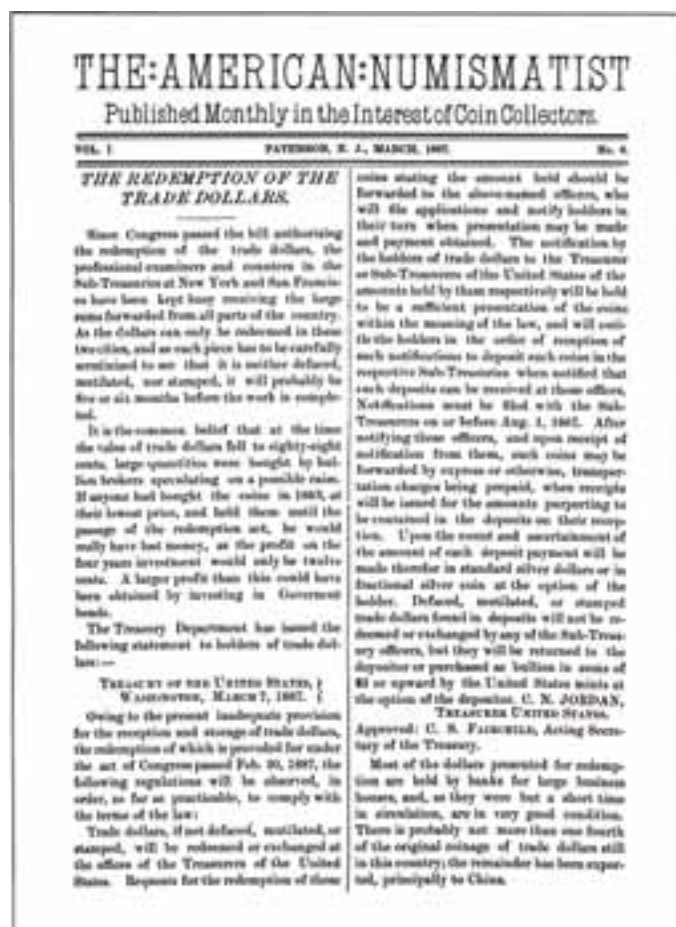 THE:AMERICAN:NUMISMATIST
Published Monthly in the Interest of Coin Collectors.
VOL. I PATERSON, N. J., MARCH, 1887. No. 6.
THE REDEMPTION OF THE
TRADE DOLLARS.
Since Congress passed the bill authorizing
the redemption of the trade dollars, the
professional examiners and counters in the
Sub-Treasuries at New York and San Francis-
co have been kept busy receiving the large
sums forwarded from all parts of the country.
As the dollars can only be redeemed in these
two cities, and as each piece has to be carefully
scrutinized to see that it is neither defaced,
mutilated, nor stamped, it will probably be
five or six months before the work is comple-
ted.
It is the common belief that at the time
the value of trade dollars fell to eighty-eight
cents, large quantities were bought by bul-
lion brokers speculating on a possible raise.
If anyone had bought the coins in 1883, at
their lowest price, and held them until the
passage of the redemption act, he would
really have lost money, as the profit on the
four years investment would only be twelve
cents. A larger profit than this could have
been obtained by investing in Goverment
bonds.
The Treasury Department has issued the
following statement to holders of trade dol-
lars:—
TREASURY OF THE UNITED STATES, }
WASHINGTON, MARCH 7, 1887. {
Owing to the present inadequate provision
for the reception and storage of trade dollars,
the redemption of which is provided for under
the act of Congress passed Feb. 20, 1887, the
following regulations will be observed, in
order, so far as practicable, to comply with
the terms of the law:
Trade dollars, if not defaced, mutilated, or
stamped, will be redeemed or exchanged at
the offices of the Treasurers of the United
States. Requests for the redemption of these
coins stating the amount held should be
forwarded to the above-named officers, who
will file applications and notify holders in
their turn when presentation may be made
and payment obtained. The notification by
the holders of trade dollars to the Treasurer
or Sub-Treasurers of the United States of the
amounts held by them respectively will be held
to be a sufficient presentation of the coins
within the meaning of the law, and will enti-
tle the holders in the order of reception of
such notifications to deposit such coins in the
respective Sub-Treasuries when notified that
such deposits can be received at those offices.
Notifications must be filed with the Sub-
Treasurers on or before Aug. 1, 1887. After
notifying these officers, and upon receipt of
notification from them, such coins may be
forwarded by express or otherwise, transpor-
tation charges being prepaid, when receipts
will be issued for the amounts purporting to
be contained in the deposits on their recep-
tion. Upon the count and ascertainment of
the amount of each deposit payment will be
made therefor in standard silver dollars or in
fractional silver coin at the option of the
holder. Defaced, mutilated, or stamped
trade dollars found in deposits will not be re-
deemed or exchanged by any of the Sub-Treas-
ury officers, but they will be returned to the
depositor or purchased as bullion in sums of
$3 or upward by the United States mints at
the option of the depositor. C. N. JORDAN,
TREASURER UNITED STATES.
Approved: C. S. FAIRCHILD, Acting Secre-
tary of the Treasury.
Most of the dollars presented for redemp-
tion are held by banks for large business
houses, and, as they were but a short time
in circulation, are in very good condition.
There is probably not more than one fourth
of the original coinage of trade dollars still
in this country; the remainder has been expor-
ted, principally to China.